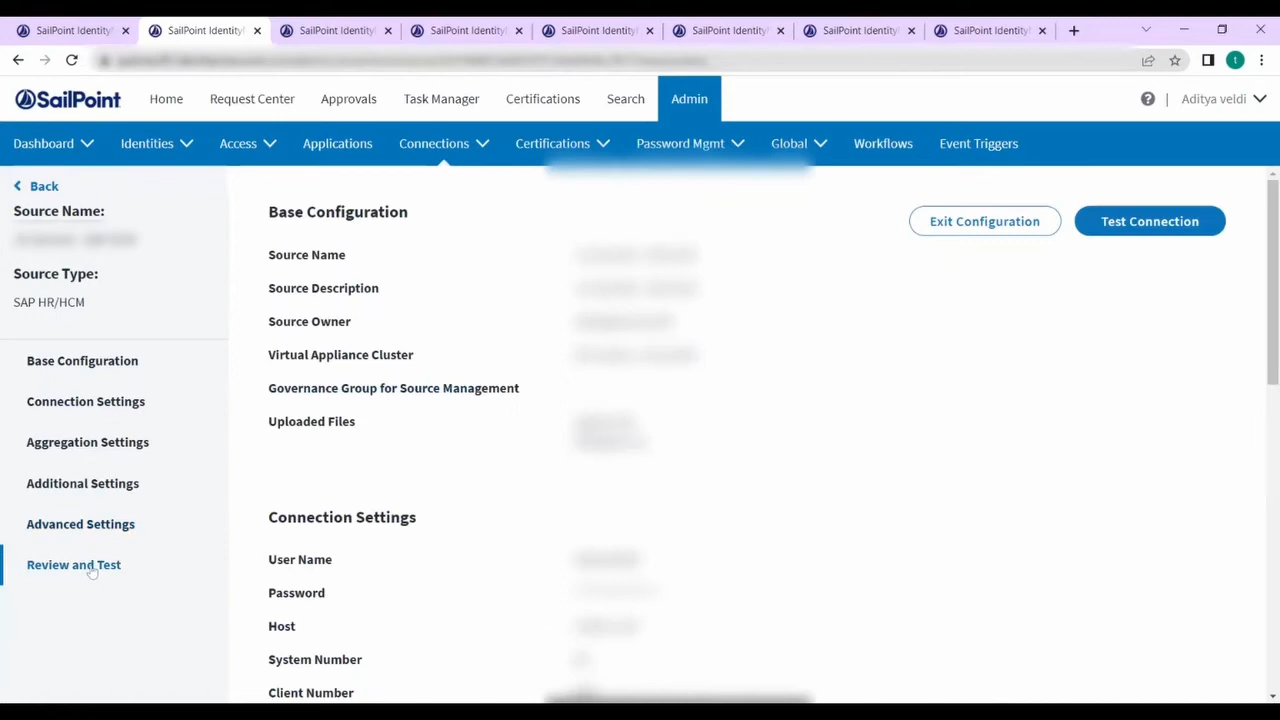 SailPoint Identity
SailPoint Identity
SailPoint Identity
SailPoint Identity
SailPoint Identity
SailPoint Identity
SailPoint Identity
SailPoint Identity
SailPoint
Home
Request Center
Approvals
Task Manager
Certifications
Search
Admin
Aditya veldi
Dashboard
Identities
Access
Applications
Connections
Certifications
Password Mgmt
Global
Workflows
Event Triggers
Back
Source Name:
Source Type:
SAP HR/HCM
Base Configuration
Connection Settings
Aggregation Settings
Additional Settings
Advanced Settings
Review and Test
Base Configuration
Exit Configuration
Test Connection
Source Name
Source Description
Source Owner
Virtual Appliance Cluster
Governance Group for Source Management
Uploaded Files
Connection Settings
User Name
Password
Host
System Number
Client Number